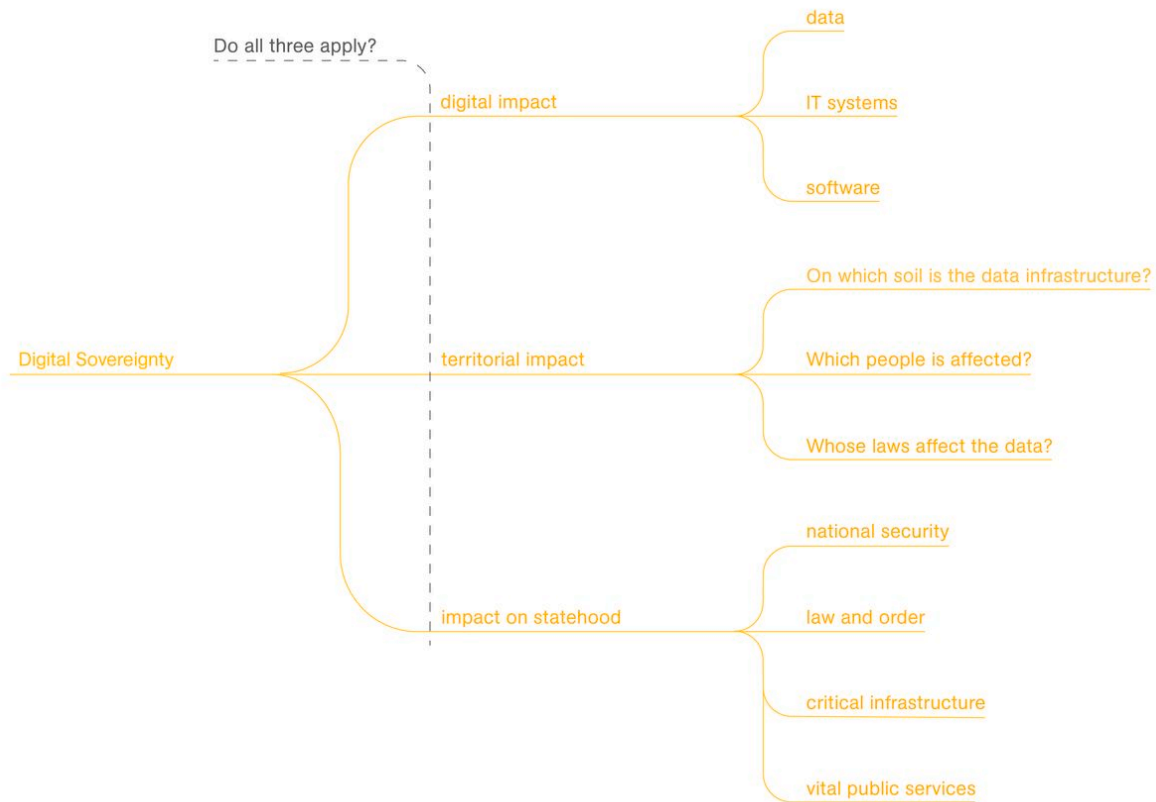 Do all three apply?
Digital Sovereignty
digital impact
data
IT systems
software
territorial impact
On which soil is the data infrastructure?
Which people is affected?
Whose laws affect the data?
impact on statehood
national security
law and order
critical infrastructure
vital public services